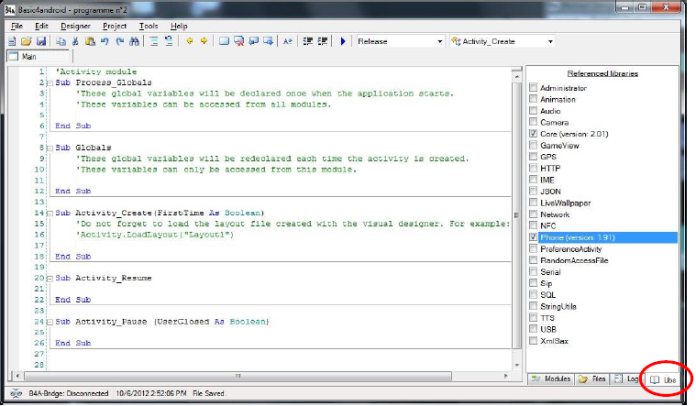 Basic4android - programme n°2
File Edit Designer Project Tools Help
Release
Activity_Create
Main
1 'Activity module
2 Sub Process_Globals
3 'These global variables will be declared once when the application starts.
4 'These variables can be accessed from all modules.
5
6 End Sub
7
8 Sub Globals
9 'These global variables will be redeclared each time the activity is created.
10 'These variables can only be accessed from this module.
11
12 End Sub
13
14 Sub Activity_Create(FirstTime As Boolean)
15 'Do not forget to load the layout file created with the visual designer. For example:
16 'Activity.LoadLayout("Layout1")
17
18 End Sub
19
20 Sub Activity_Resume
21
22 End Sub
23
24 Sub Activity_Pause (UserClosed As Boolean)
25
26 End Sub
27
28
Referenced libraries
Administrator
Animation
Audio
Camera
Core (version: 2.01)
GameView
GPS
HTTP
IME
JSON
LiveWallpaper
Network
NFC
Phone (version: 1.91)
PreferenceActivity
RandomAccessFile
Serial
Sip
SQL
StringUtils
TTS
USB
XmlSax
Modules Files Log Libs
B4A-Bridge: Disconnected 10/6/2012 2:52:06 PM File Saved.